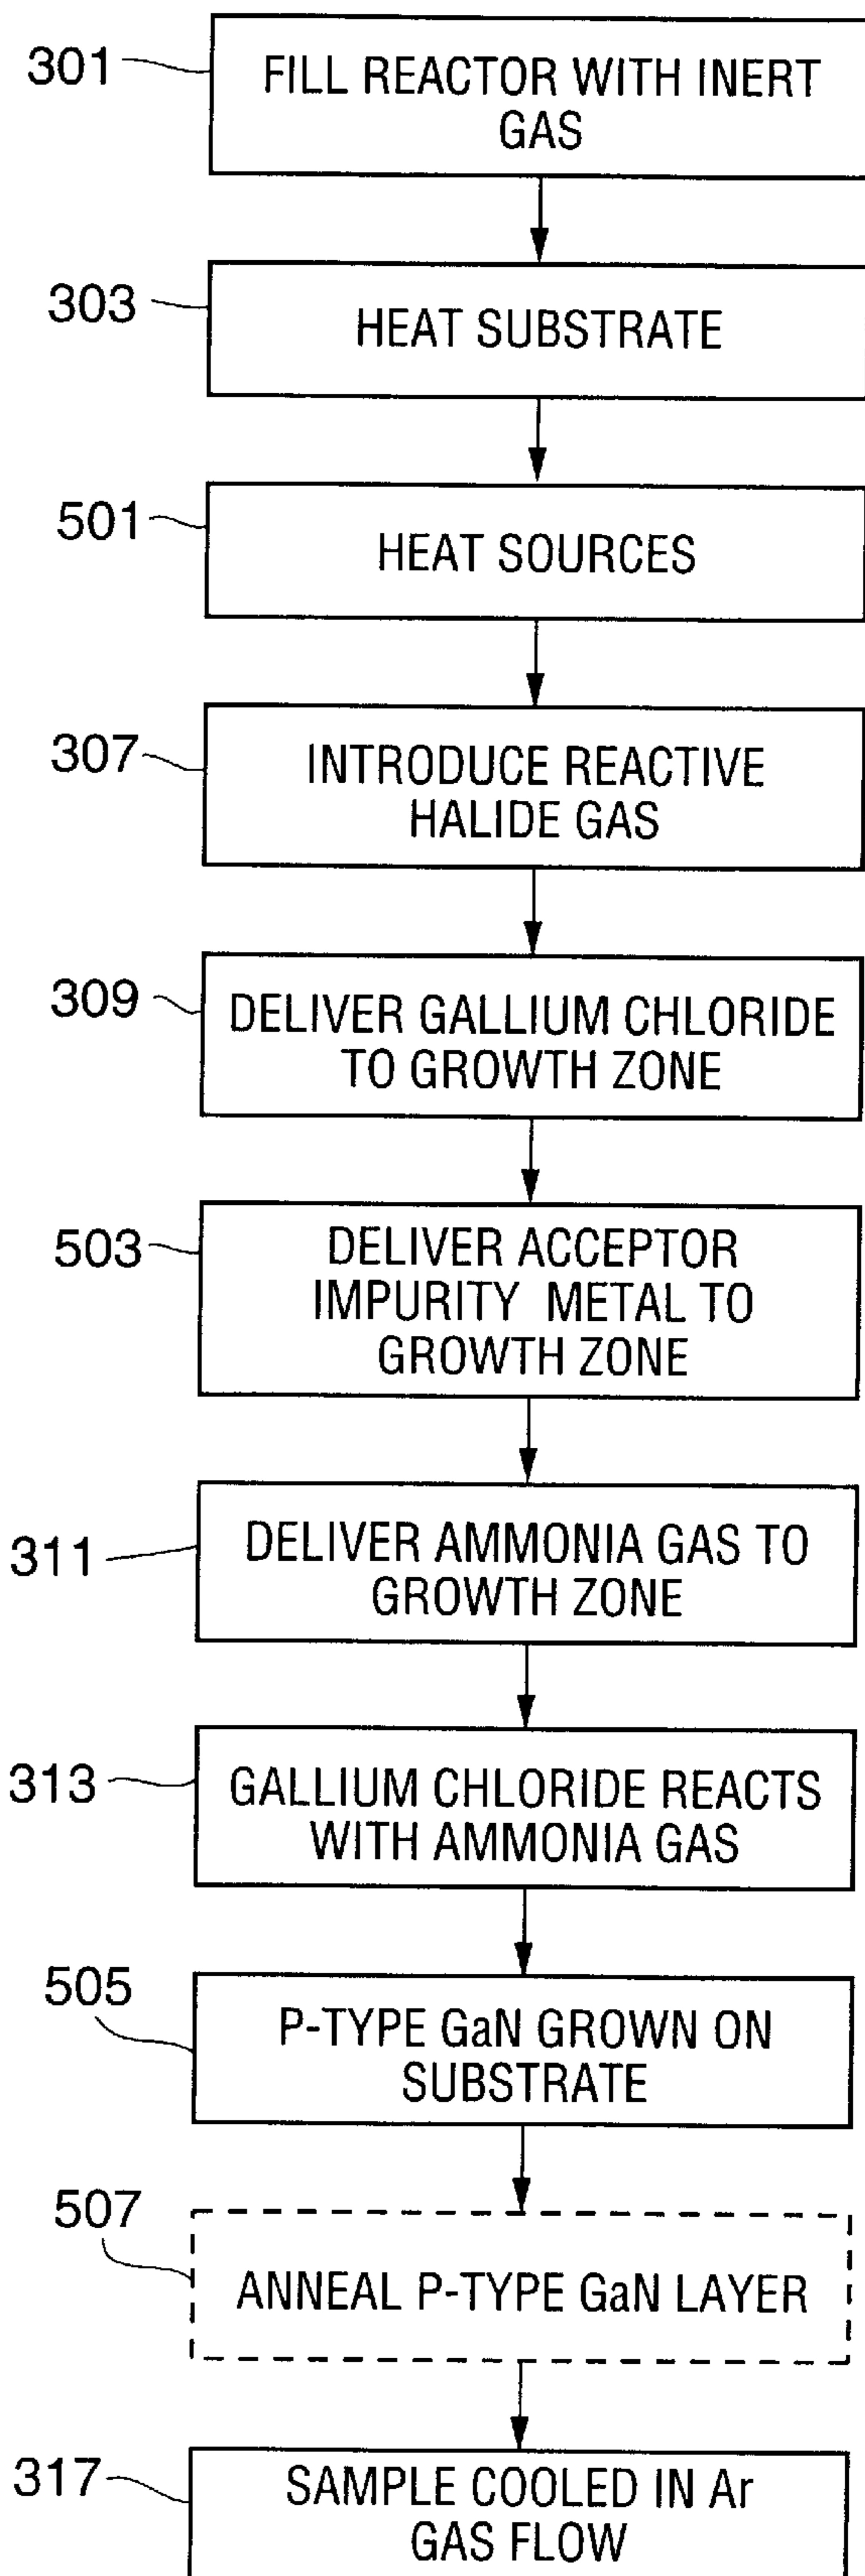 301
FILL REACTOR WITH INERT
GAS
303
HEAT SUBSTRATE
501
HEAT SOURCES
307
INTRODUCE REACTIVE
HALIDE GAS
309
DELIVER GALLIUM CHLORIDE
TO GROWTH ZONE
503
DELIVER ACCEPTOR
IMPURITY METAL TO
GROWTH ZONE
311
DELIVER AMMONIA GAS TO
GROWTH ZONE
313
GALLIUM CHLORIDE REACTS
WITH AMMONIA GAS
505
P-TYPE GaN GROWN ON
SUBSTRATE
507
ANNEAL P-TYPE GaN LAYER
317
SAMPLE COOLED IN Ar
GAS FLOW